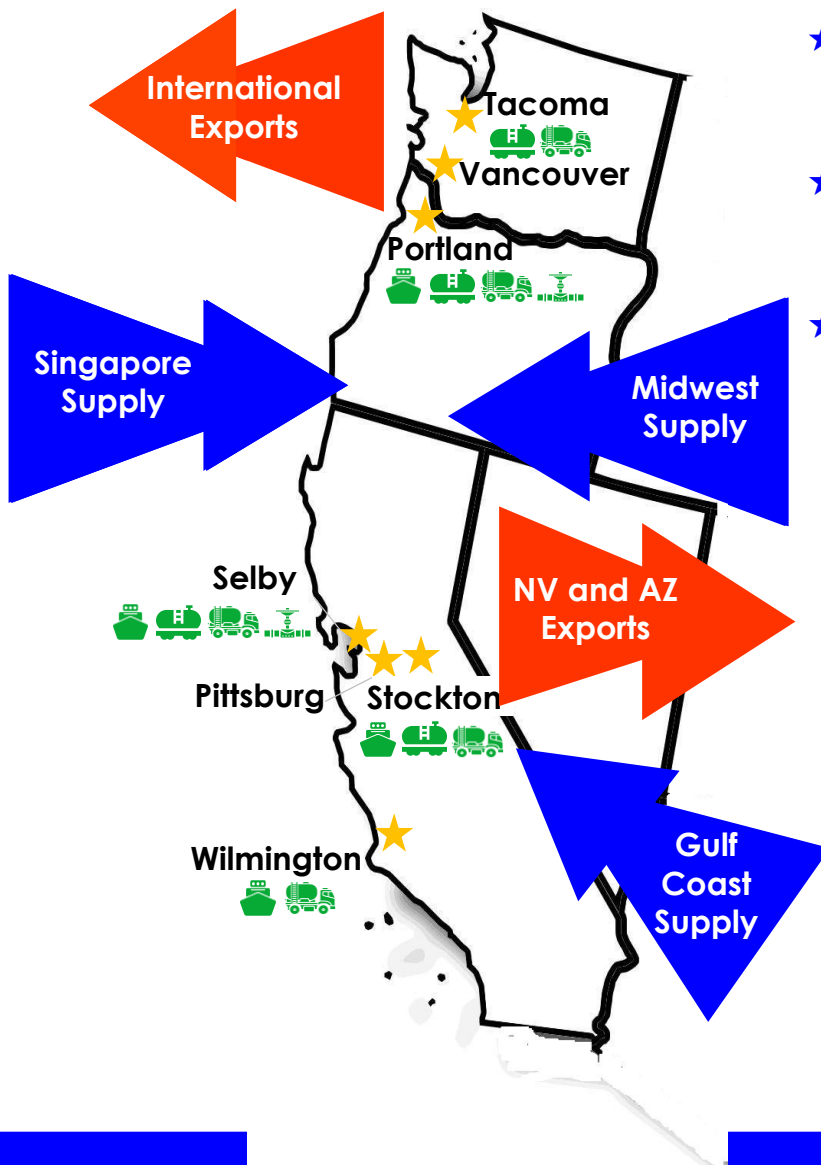 International
Exports
Tacoma
Vancouver
Portland
Singapore
Supply
Midwest
Supply
Selby
NV and AZ
Exports
Pittsburg
Stockton
Wilmington
Gulf
Coast
Supply